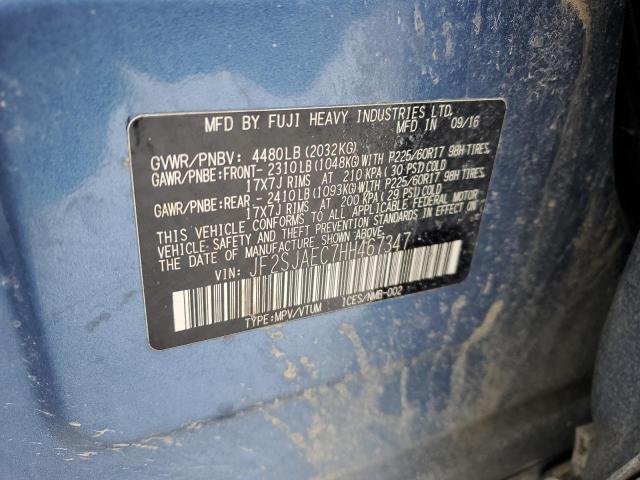 MFD BY FUJI HEAVY INDUSTRIES LTD.
MFD IN 09/16
GVWR/PNBV: 4480LB (2032KG)
GAWR/PNBE:FRONT-2310LB(1048KG)WITH P225/60R17 98H TIRES,
17X7J RIMS AT 210 KPA (30 PSI)COLD
GAWR/PNBE:REAR -2410LB(1093KG)WITH P225/60R17 98H TIRES,
17X7J RIMS AT 200 KPA (29 PSI)COLD
THIS VEHICLE CONFORMS TO ALL APPLICABLE FEDERAL MOTOR
VEHICLE SAFETY AND THEFT PREVENTION STANDARDS IN EFFECT
ON THE DATE OF MANUFACTURE SHOWN ABOVE.
VIN: JF2SJAEC7HH467347
TYPE:MPV/VTUM ICES/NMB-002